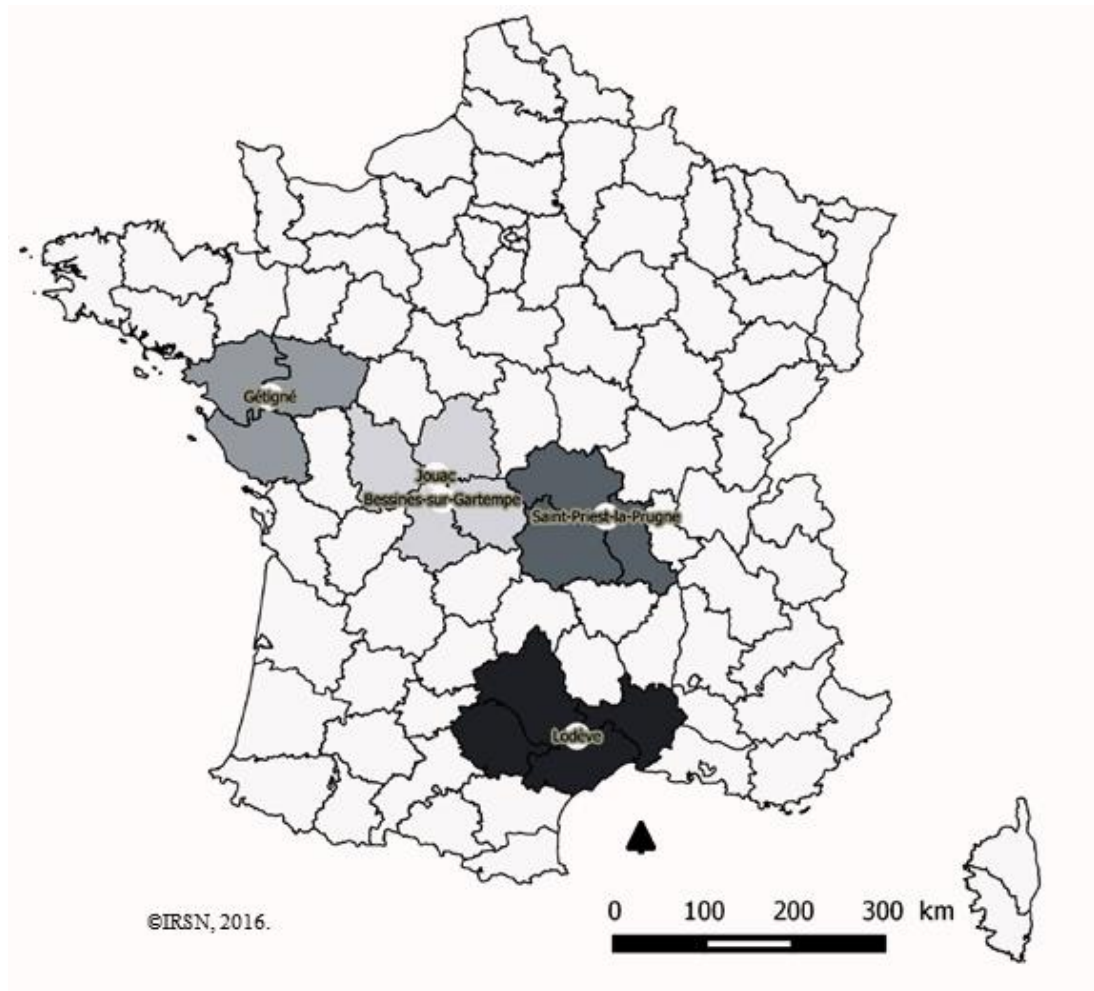 Gétigné
Jouac
Bessines-sur-Gartempe
Saint-Priest-la-Prugne
Lodève
©IRSN, 2016.
0 100 200 300 km